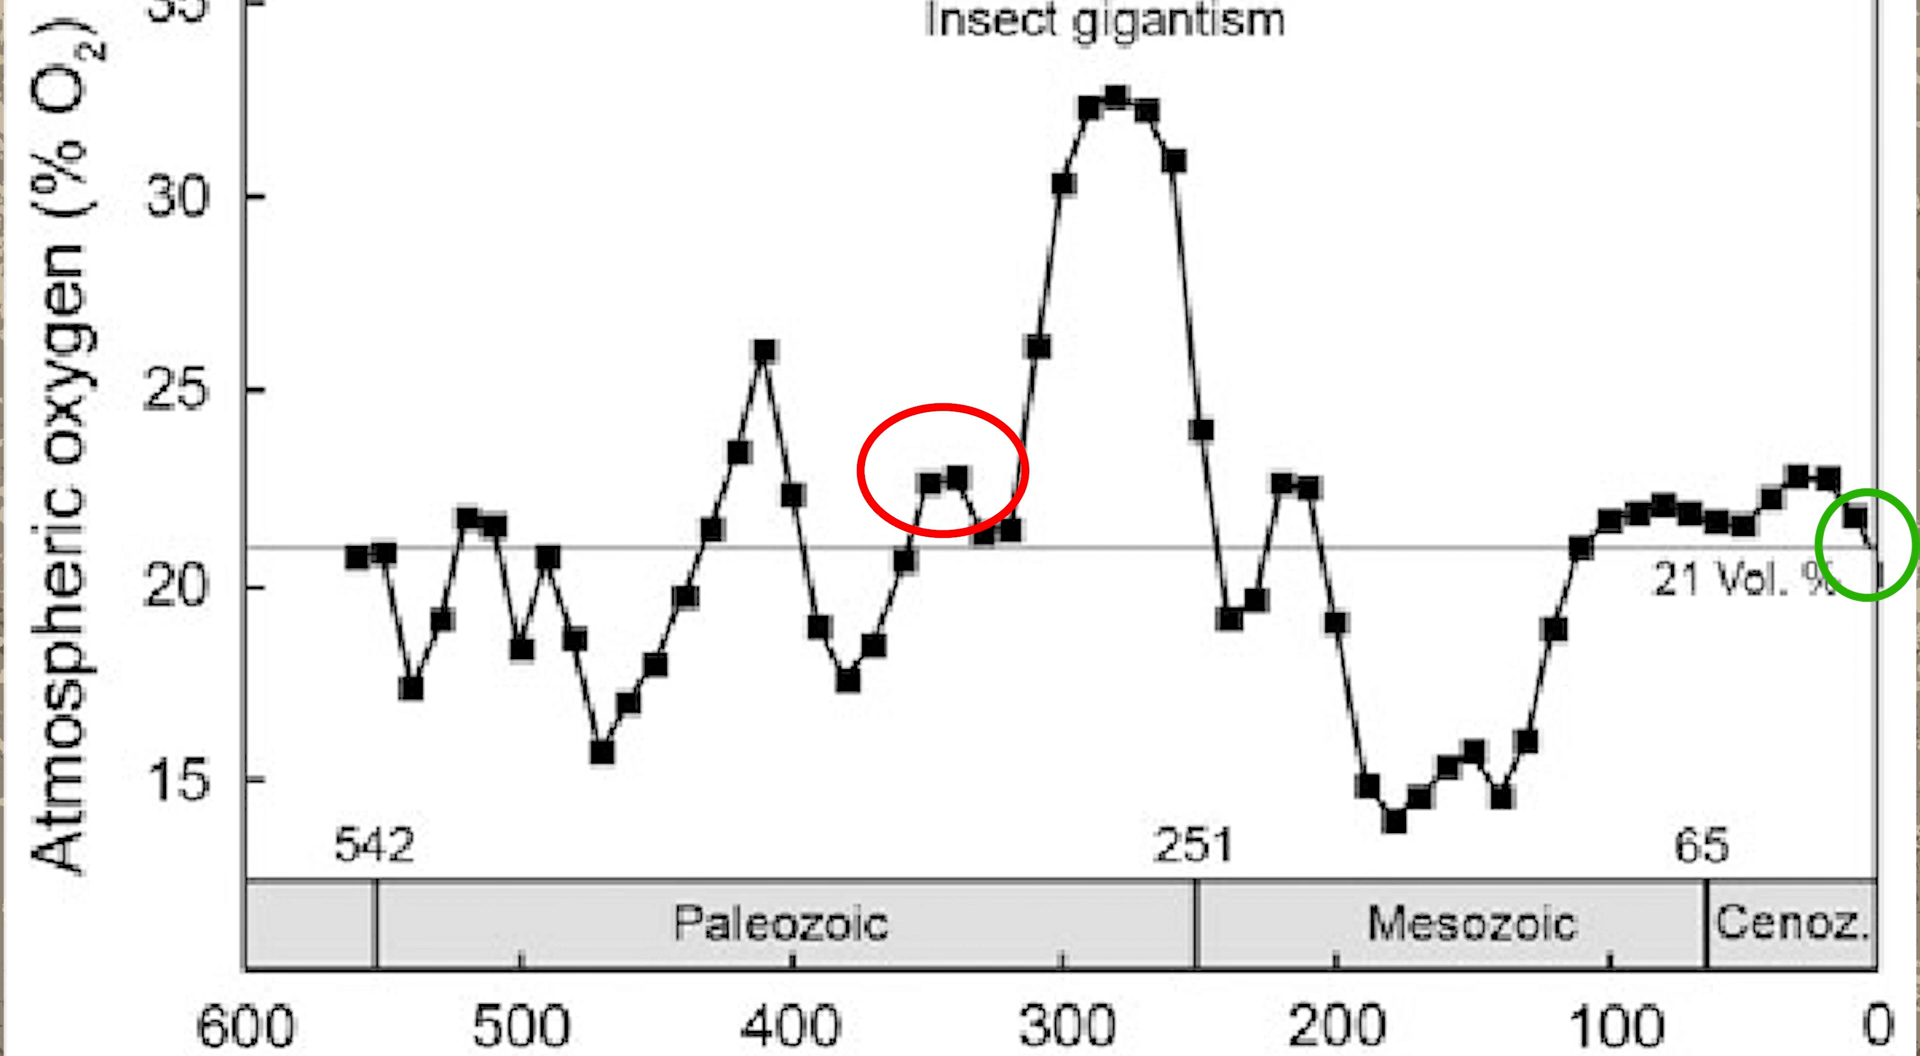 Insect gigantism
Atmospheric oxygen (% O2)
35
30
25
20
15
21 Vol. %
542
251
65
Paleozoic
Mesozoic
Cenoz.
600
500
400
300
200
100
0